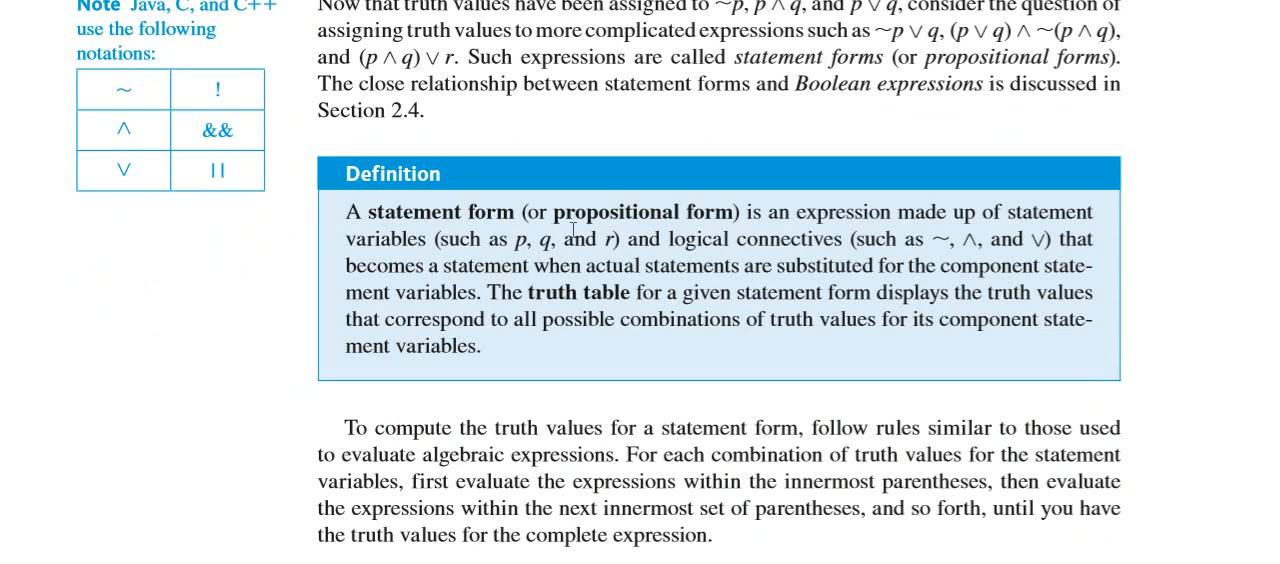 Note Java, C, and C++
use the following
notations:
~ !
∧ &&
∨ ||
Now that truth values have been assigned to ~p, p ∧ q, and p ∨ q, consider the question of
assigning truth values to more complicated expressions such as ~p ∨ q, (p ∨ q) ∧ ~(p ∧ q),
and (p ∧ q) ∨ r. Such expressions are called statement forms (or propositional forms).
The close relationship between statement forms and Boolean expressions is discussed in
Section 2.4.
Definition
A statement form (or propositional form) is an expression made up of statement
variables (such as p, q, and r) and logical connectives (such as ~, ∧, and ∨) that
becomes a statement when actual statements are substituted for the component state-
ment variables. The truth table for a given statement form displays the truth values
that correspond to all possible combinations of truth values for its component state-
ment variables.
To compute the truth values for a statement form, follow rules similar to those used
to evaluate algebraic expressions. For each combination of truth values for the statement
variables, first evaluate the expressions within the innermost parentheses, then evaluate
the expressions within the next innermost set of parentheses, and so forth, until you have
the truth values for the complete expression.